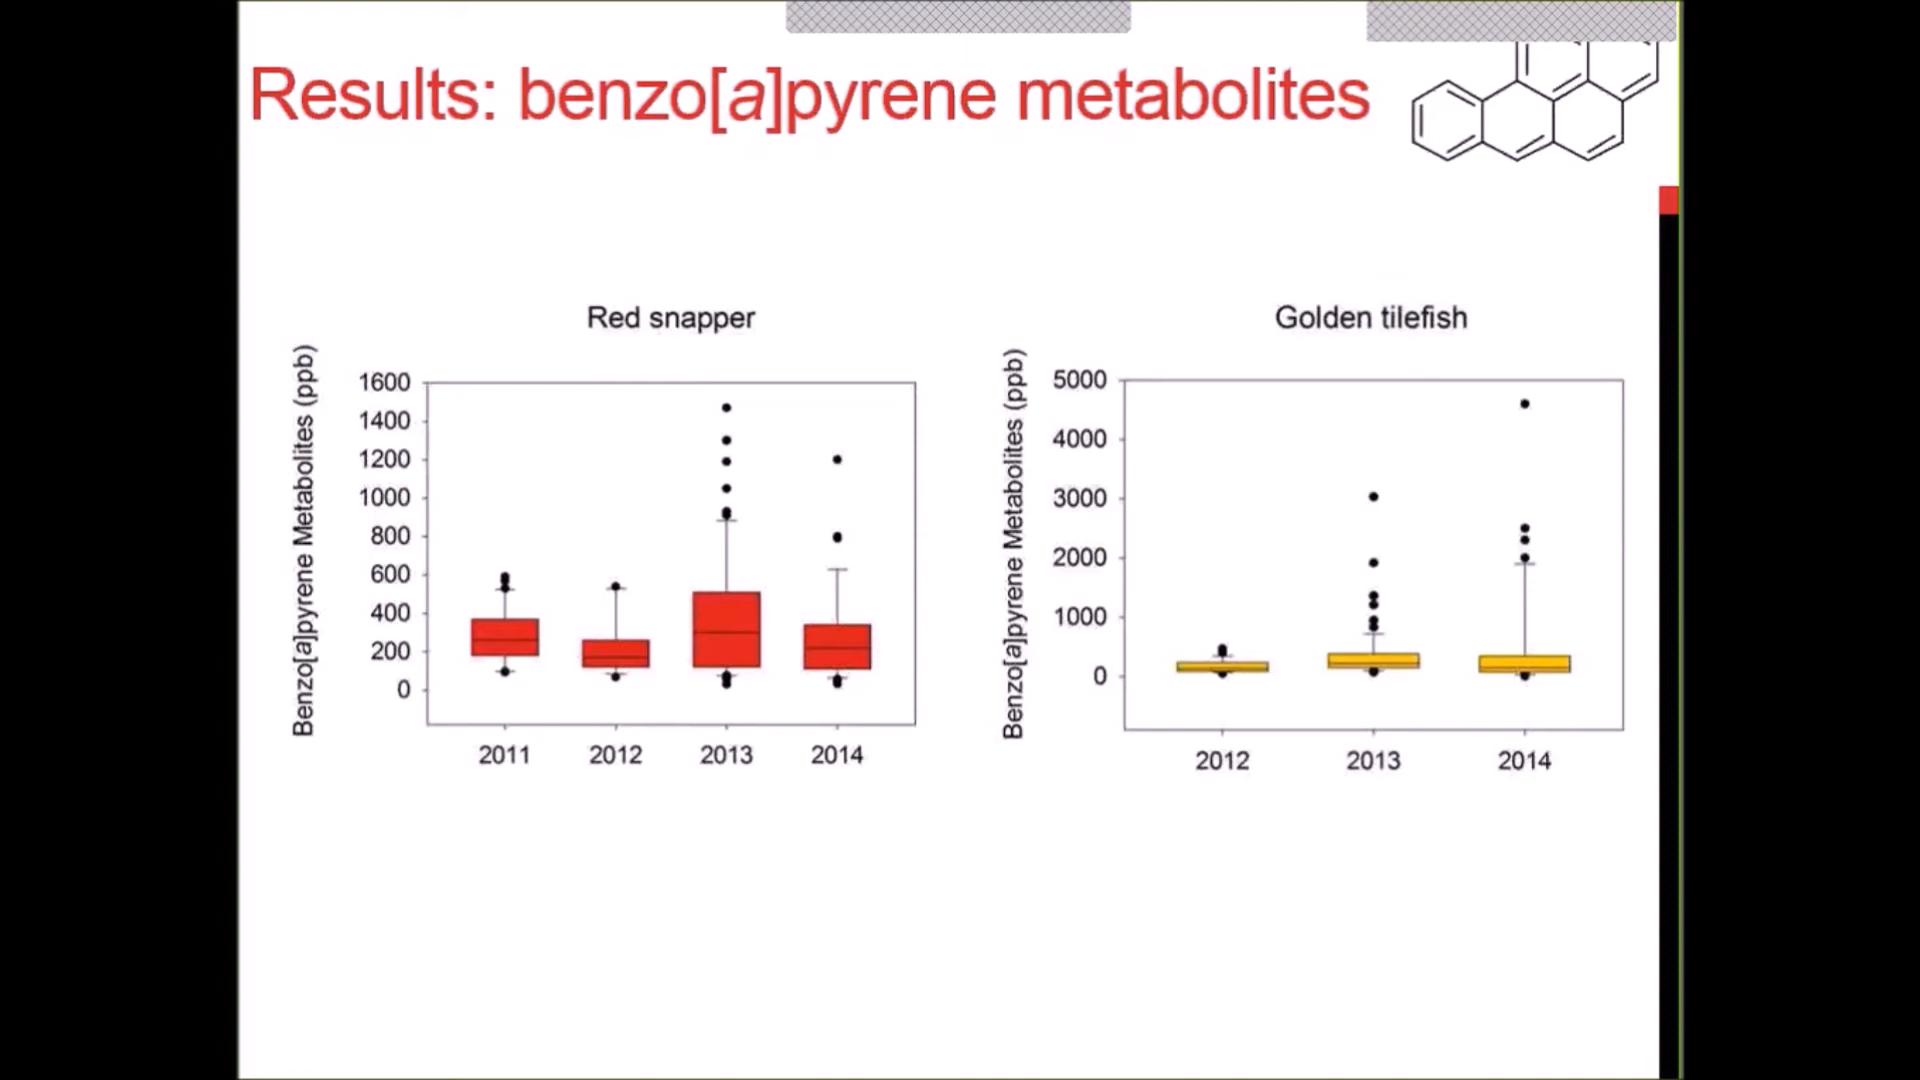 Results: benzo[a]pyrene metabolites
Red snapper
Benzo[a]pyrene Metabolites (ppb)
1600
1400
1200
1000
800
600
400
200
0
2011 2012 2013 2014
Golden tilefish
Benzo[a]pyrene Metabolites (ppb)
5000
4000
3000
2000
1000
0
2012 2013 2014